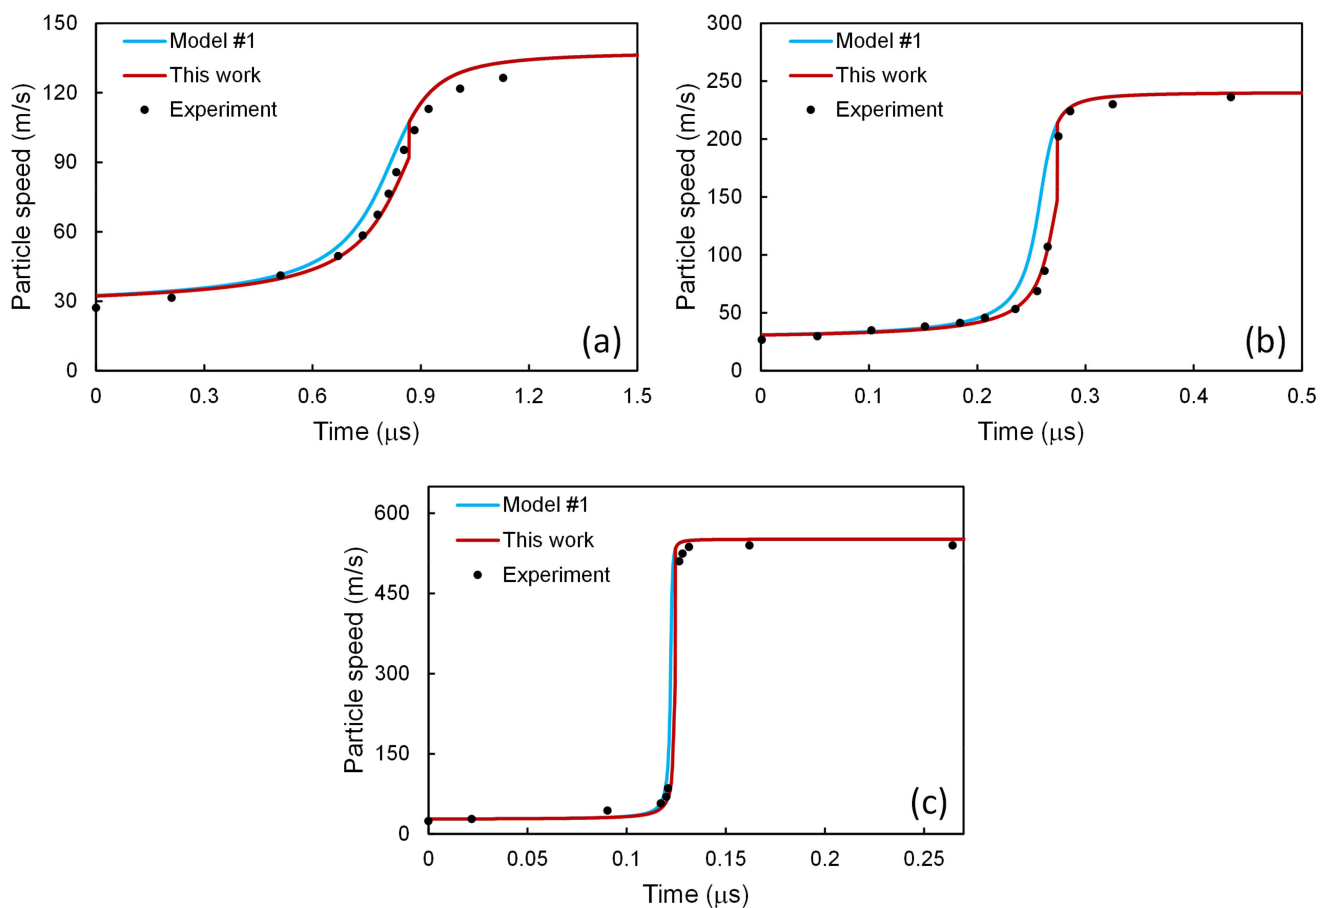 150
120
90
60
30
0
Particle speed (m/s)
Model #1
This work
Experiment
(a)
0 0.3 0.6 0.9 1.2 1.5
Time (μs)
300
250
200
150
100
50
0
Particle speed (m/s)
Model #1
This work
Experiment
(b)
0 0.1 0.2 0.3 0.4 0.5
Time (μs)
600
450
300
150
0
Particle speed (m/s)
Model #1
This work
Experiment
(c)
0 0.05 0.1 0.15 0.2 0.25
Time (μs)